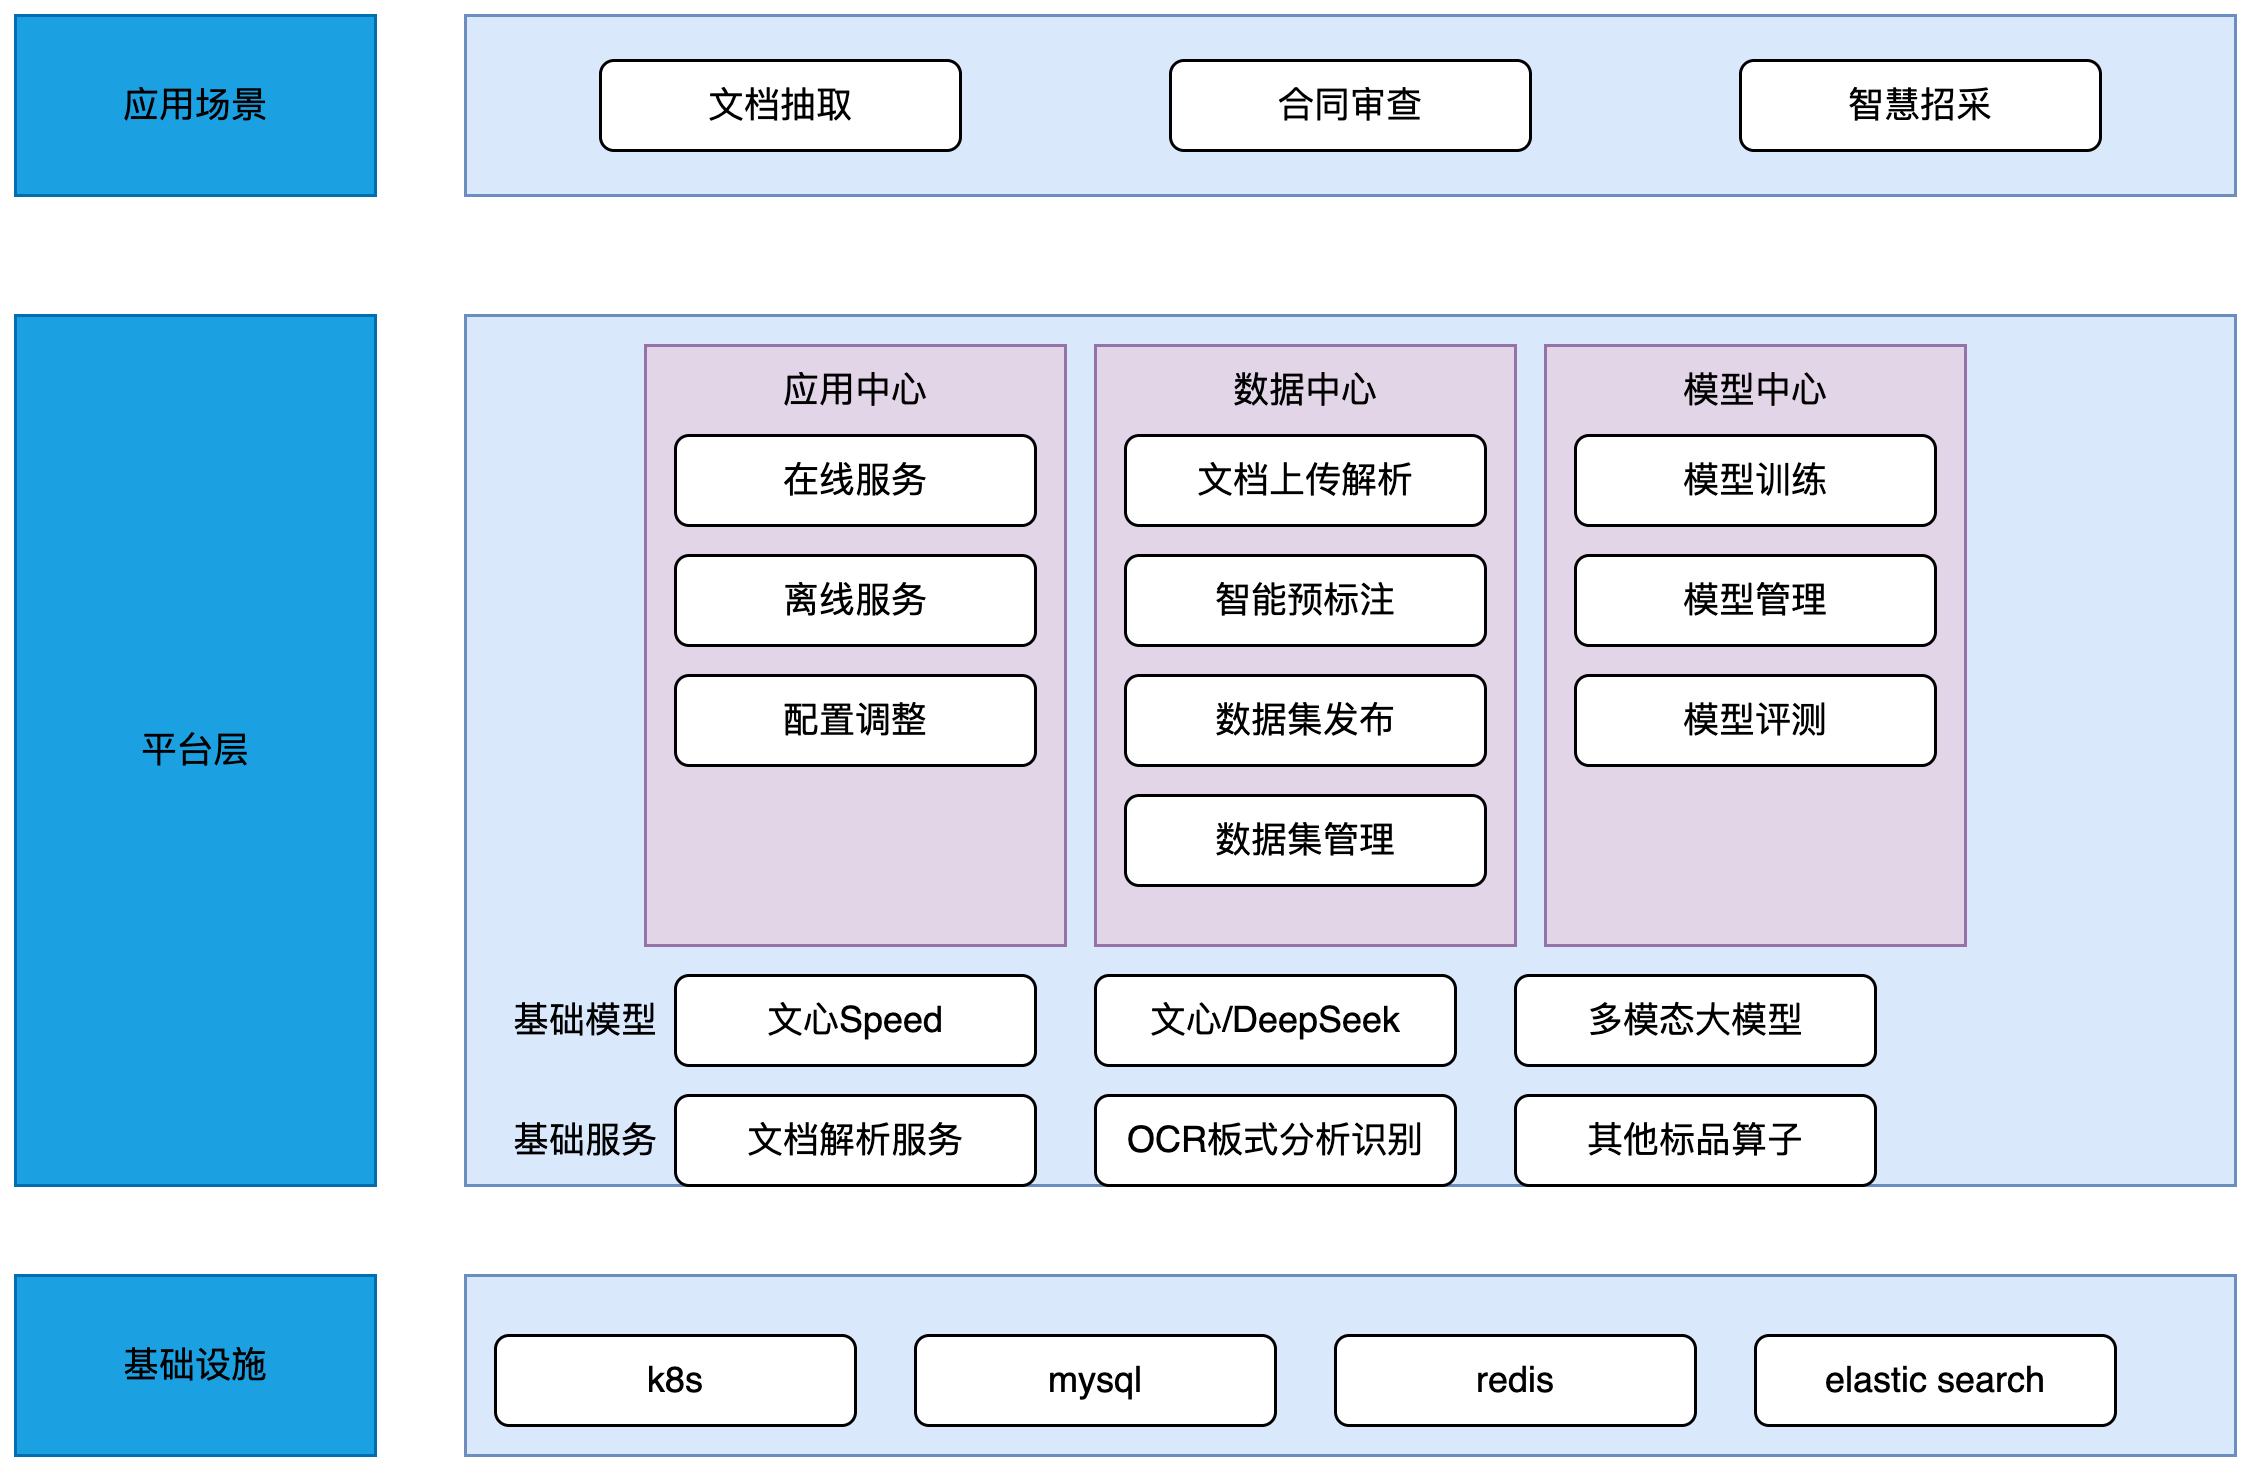 应用场景
文档抽取
合同审查
智慧招采
平台层
应用中心
在线服务
离线服务
配置调整
数据中心
文档上传解析
智能预标注
数据集发布
数据集管理
模型中心
模型训练
模型管理
模型评测
基础模型
文心Speed
文心/DeepSeek
多模态大模型
基础服务
文档解析服务
OCR板式分析识别
其他标品算子
基础设施
k8s
mysql
redis
elastic search